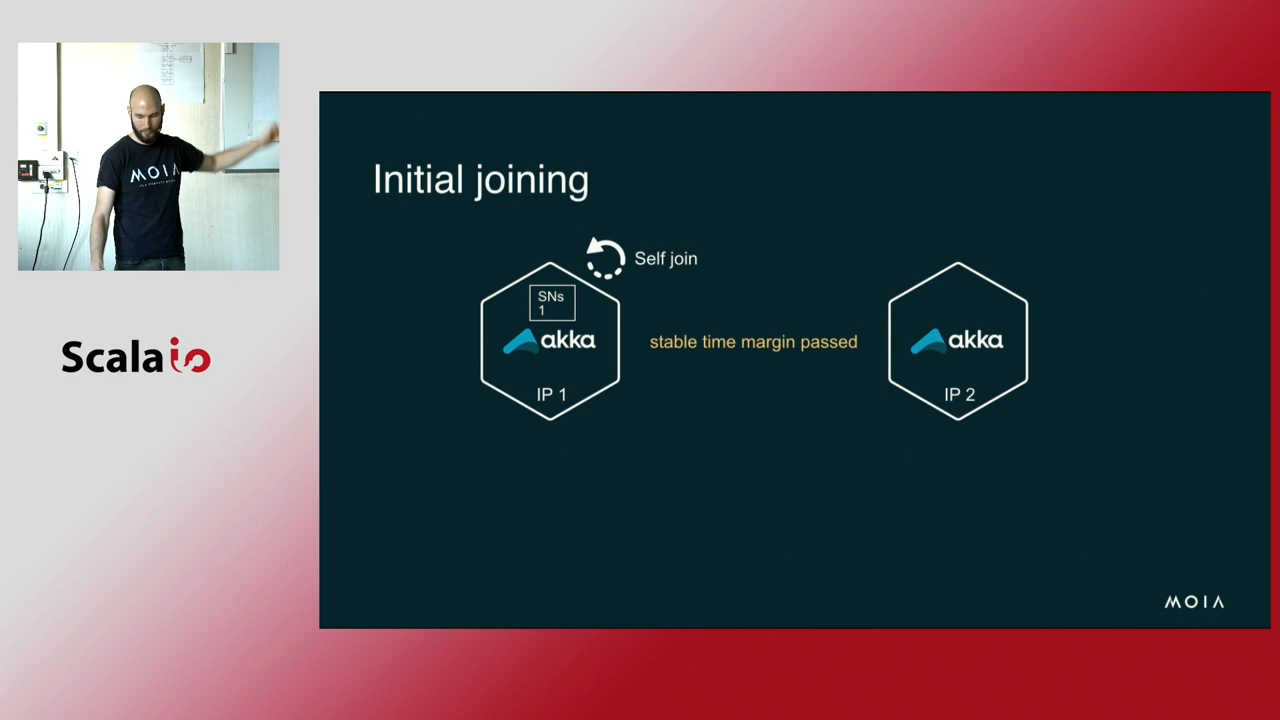 MOIA
Scala io
Initial joining
Self join
SNs
1
akka
IP 1
stable time margin passed
akka
IP 2
MOIA